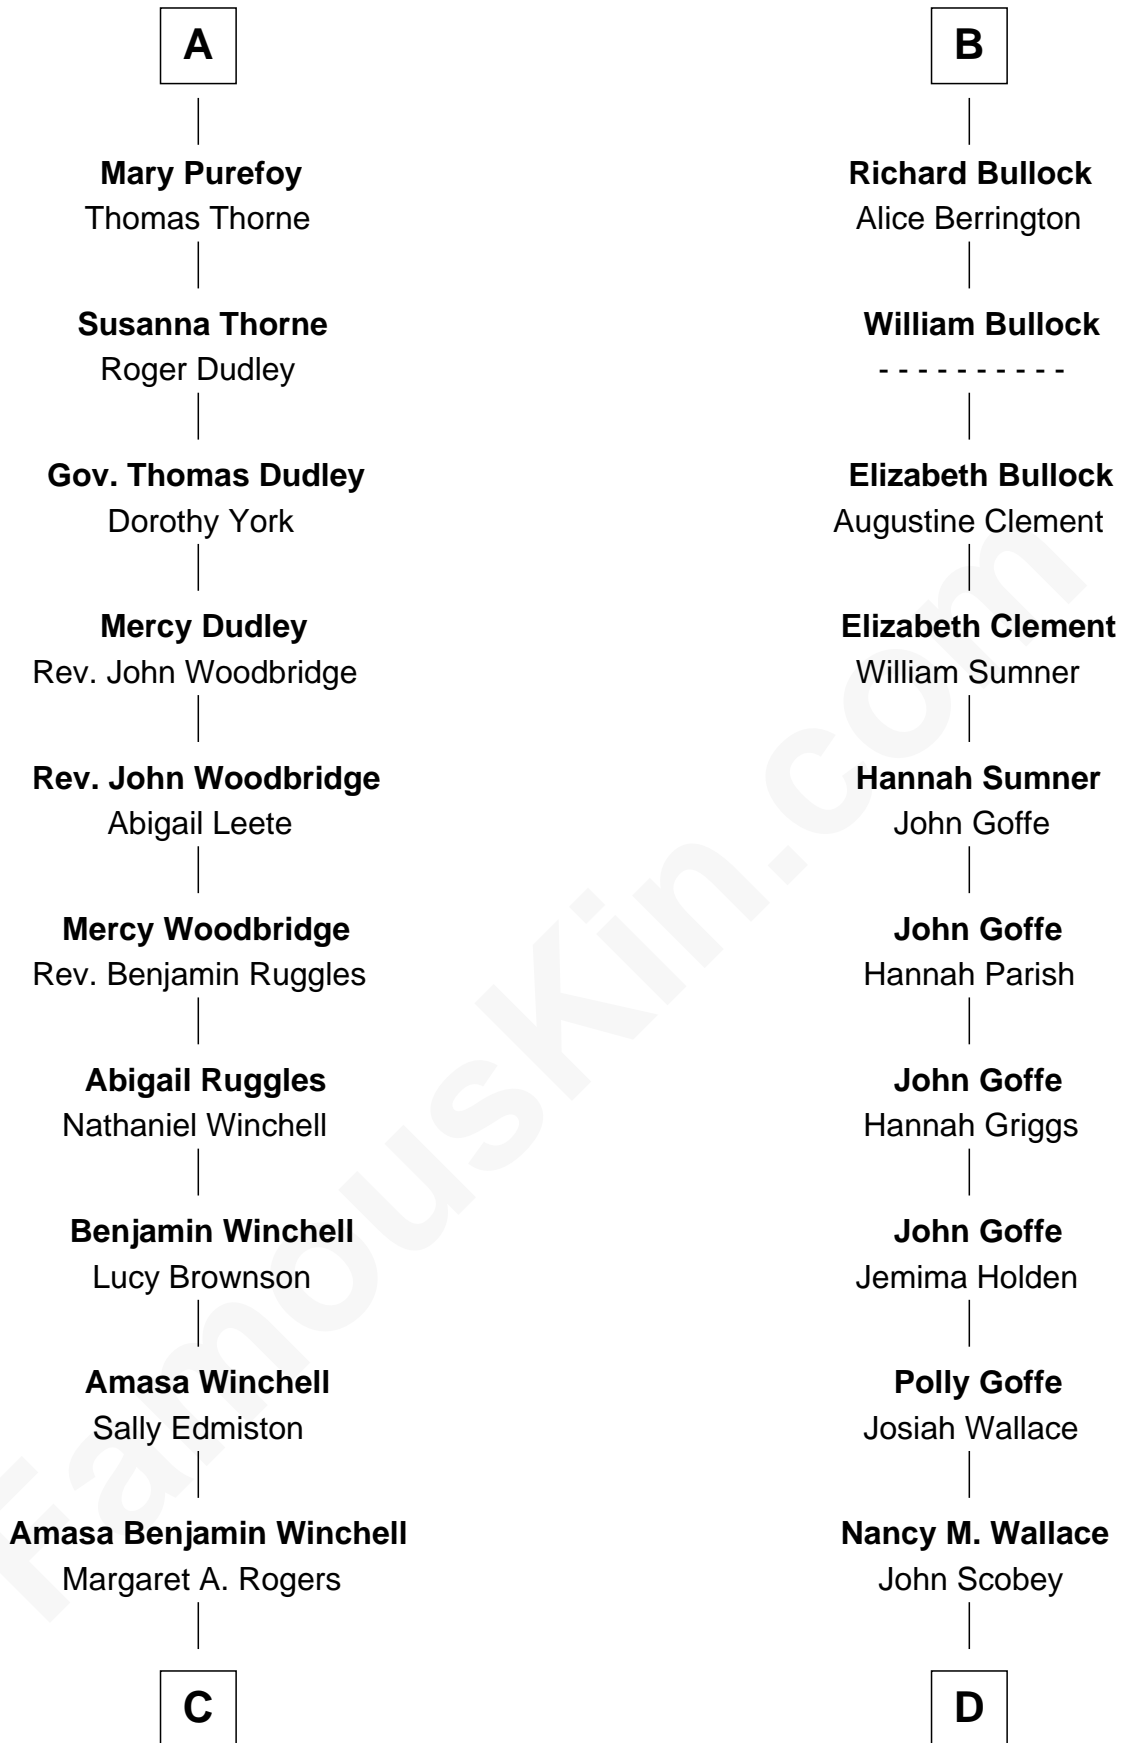 A
Mary Purefoy
Thomas Thorne
Susanna Thorne
Roger Dudley
Gov. Thomas Dudley
Dorothy York
Mercy Dudley
Rev. John Woodbridge
Rev. John Woodbridge
Abigail Leete
Mercy Woodbridge
Rev. Benjamin Ruggles
Abigail Ruggles
Nathaniel Winchell
Benjamin Winchell
Lucy Brownson
Amasa Winchell
Sally Edmiston
Amasa Benjamin Winchell
Margaret A. Rogers
C
B
Richard Bullock
Alice Berrington
William Bullock
- - - - - - - - - -
Elizabeth Bullock
Augustine Clement
Elizabeth Clement
William Sumner
Hannah Sumner
John Goffe
John Goffe
Hannah Parish
John Goffe
Hannah Griggs
John Goffe
Jemima Holden
Polly Goffe
Josiah Wallace
Nancy M. Wallace
John Scobey
D
FamousKin.com